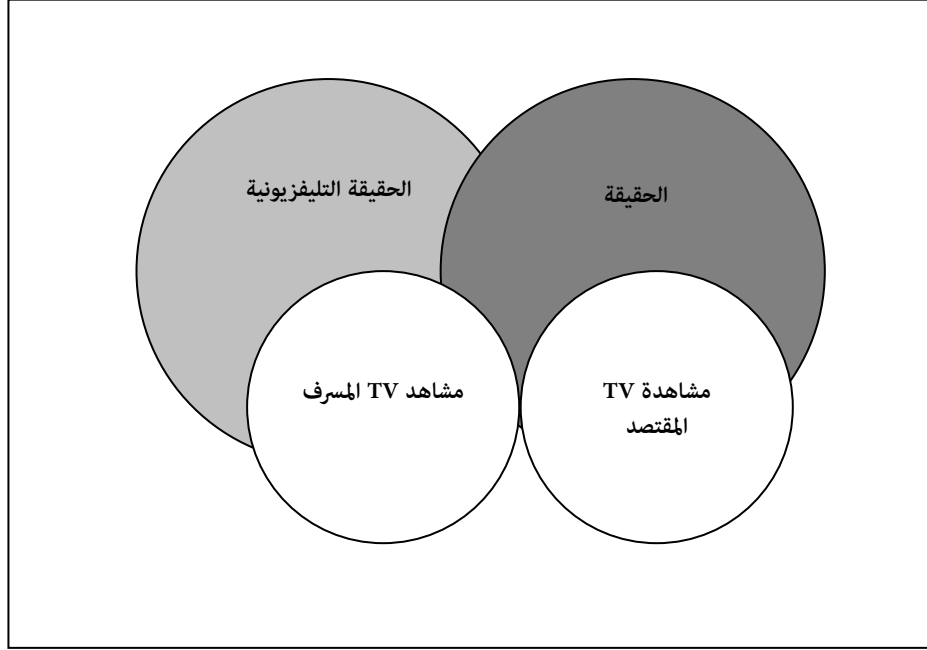 الحقيقة
الحقيقة التليفزيونية
مشاهدة TV
المقتصد
مشاهد TV المسرف